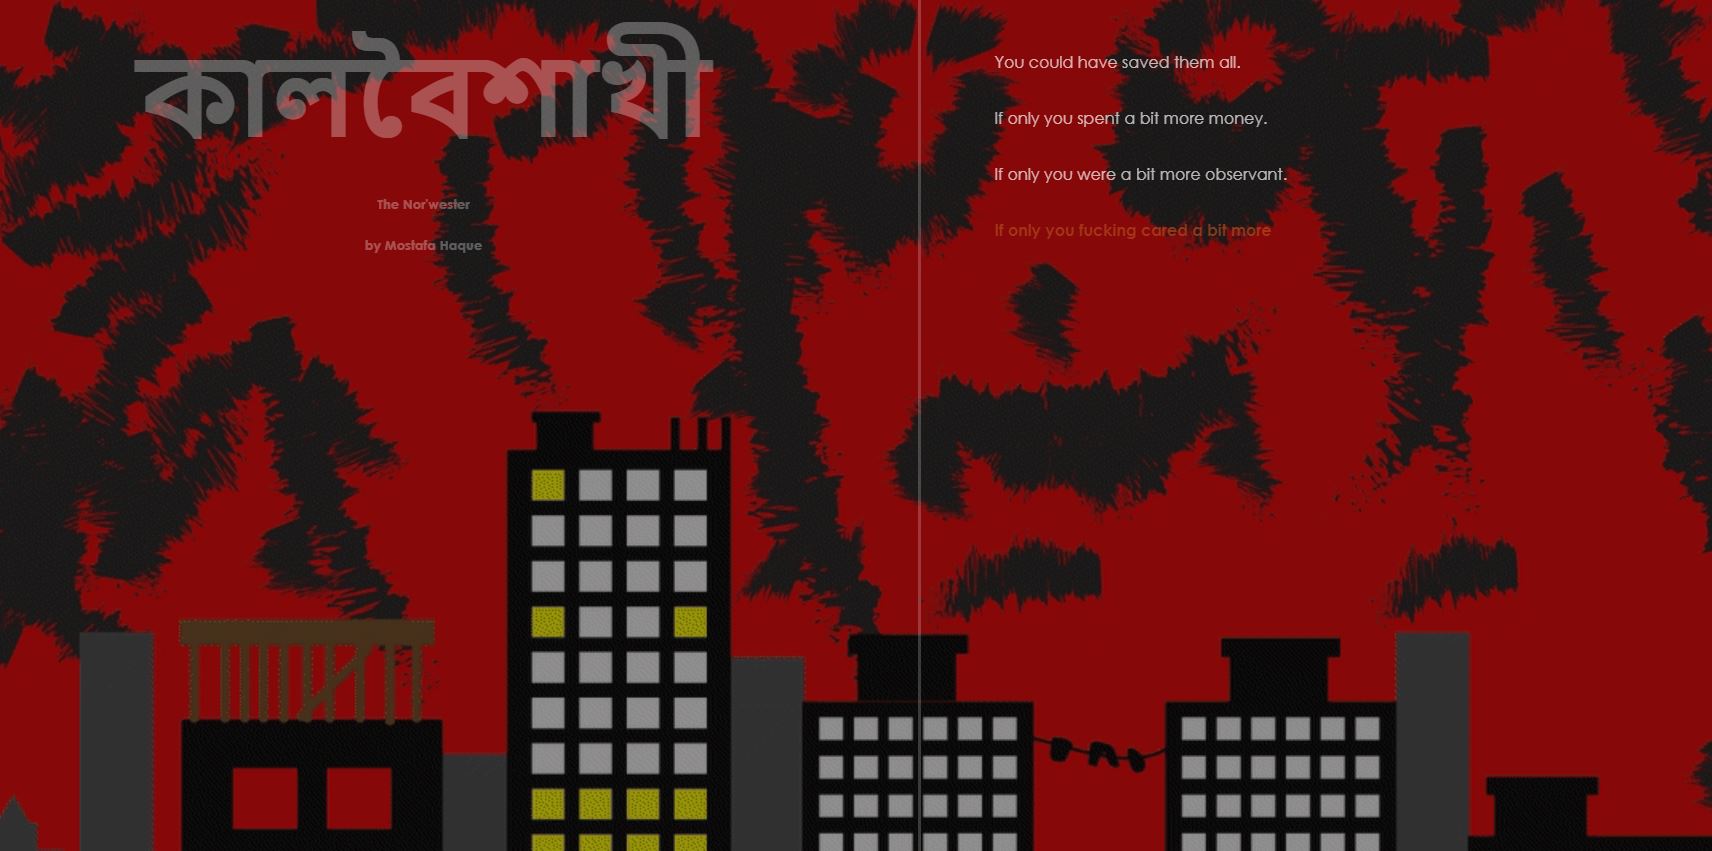 কালবৈশাখী
The Nor'wester
by Mostafa Haque
You could have saved them all.
If only you spent a bit more money.
If only you were a bit more observant.
If only you fucking cared a bit more